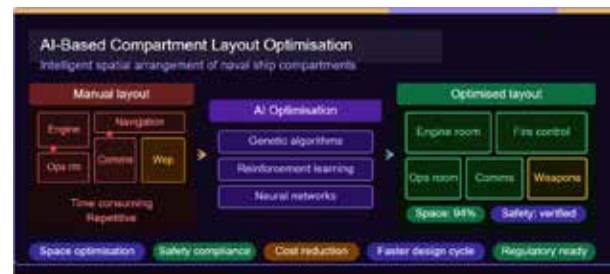 AI-Based Compartment Layout Optimisation
Intelligent spatial arrangement of naval ship compartments
Manual layout
Engine
Navigation
Ops rm
Comms
Wep.
Time consuming
Repetitive
AI Optimisation
Genetic algorithms
Reinforcement learning
Neural networks
Optimised layout
Engine room
Fire control
Ops room
Comms
Weapons
Space: 94%
Safety: verified
Space optimisation
Safety compliance
Cost reduction
Faster design cycle
Regulatory ready